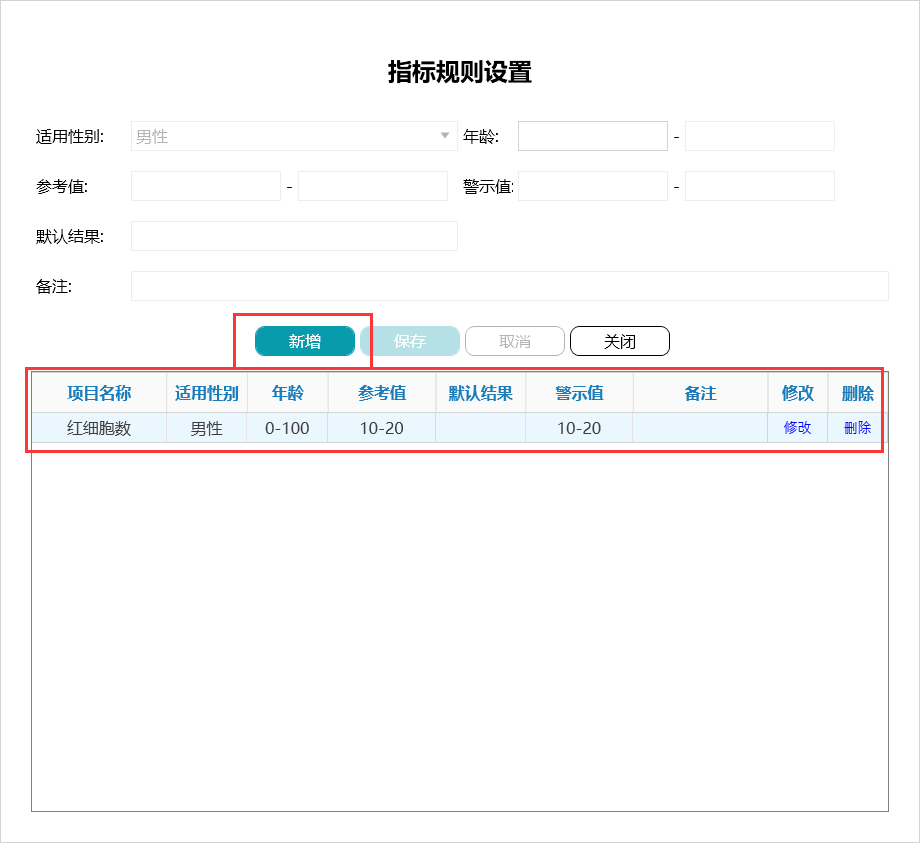 指标规则设置
适用性别: 男性 年龄: -
参考值: - 警示值: -
默认结果:
备注:
新增 保存 取消 关闭
项目名称 适用性别 年龄 参考值 默认结果 警示值 备注 修改 删除
红细胞数 男性 0-100 10-20 10-20 修改 删除